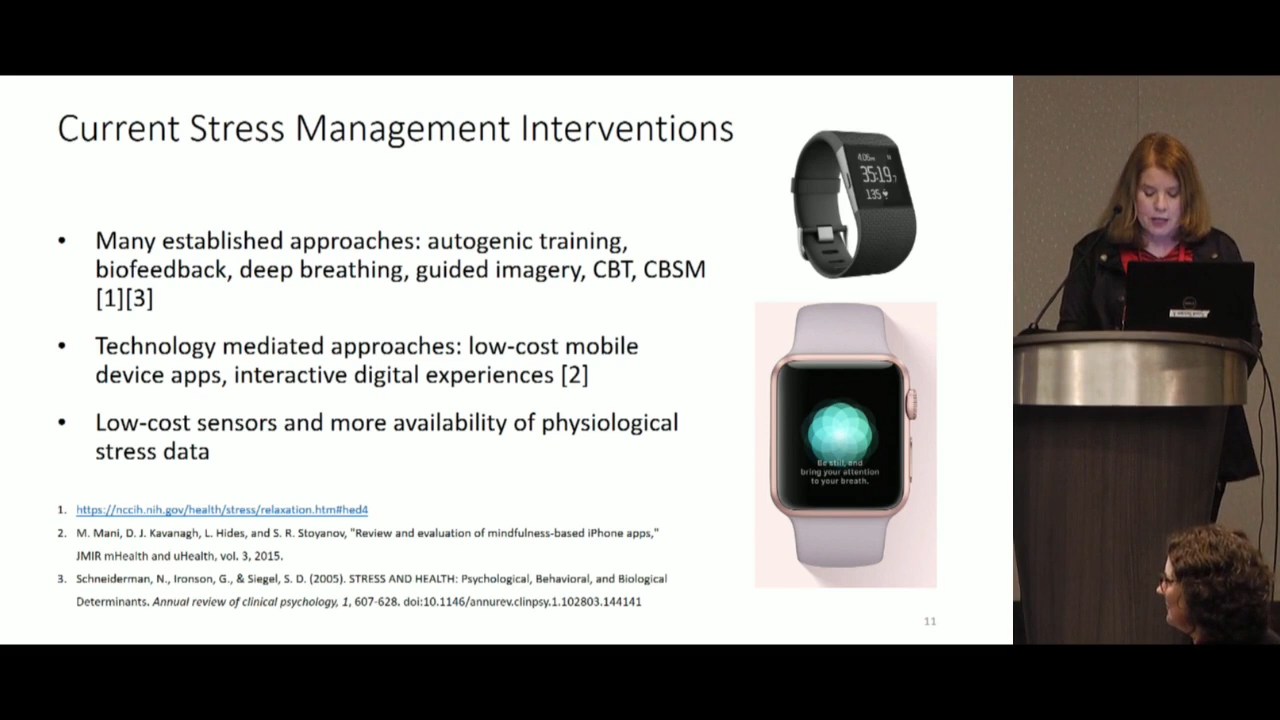 Current Stress Management Interventions
• Many established approaches: autogenic training,
biofeedback, deep breathing, guided imagery, CBT, CBSM
[1][3]
• Technology mediated approaches: low-cost mobile
device apps, interactive digital experiences [2]
• Low-cost sensors and more availability of physiological
stress data
1. https://nccih.nih.gov/health/stress/relaxation.htm#hed4
2. M. Mani, D. J. Kavanagh, L. Hides, and S. R. Stoyanov, "Review and evaluation of mindfulness-based iPhone apps,"
JMIR mHealth and uHealth, vol. 3, 2015.
3. Schneiderman, N., Ironson, G., & Siegel, S. D. (2005). STRESS AND HEALTH: Psychological, Behavioral, and Biological
Determinants. Annual review of clinical psychology, 1, 607-628. doi:10.1146/annurev.clinpsy.1.102803.144141
35:19
135
Be still, and
bring your attention
to your breath.
11
DELL